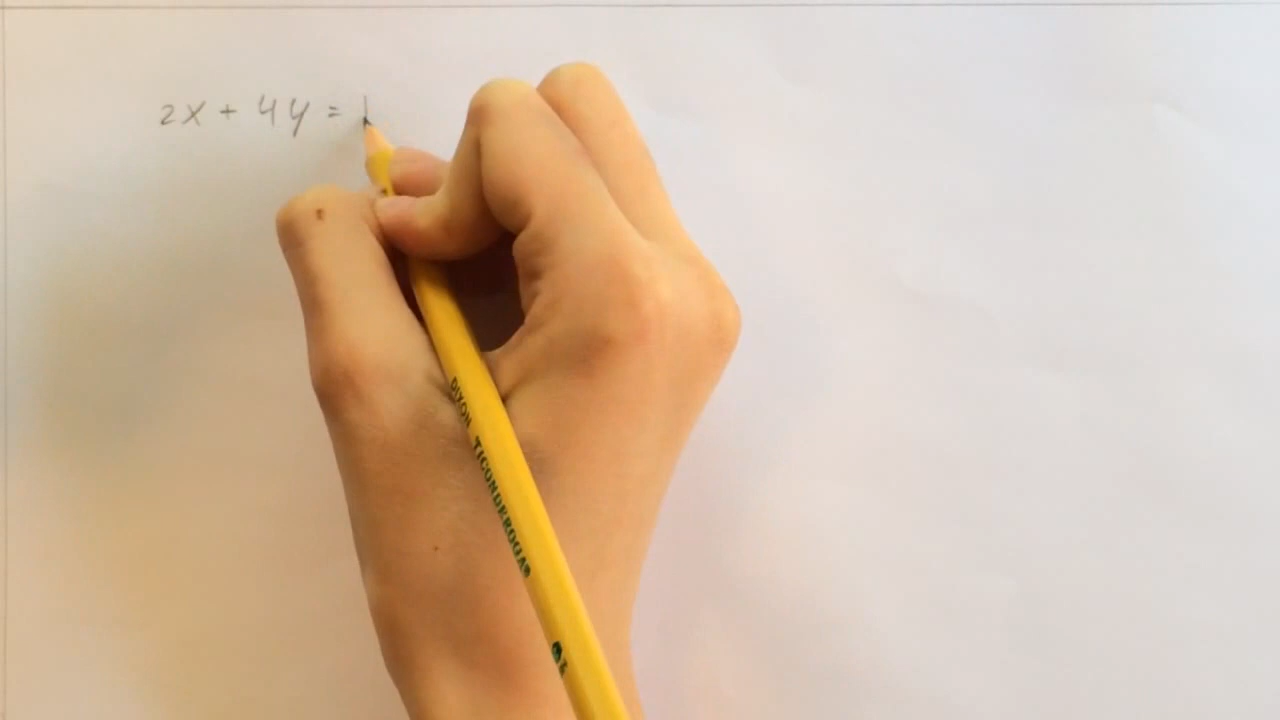 2x + 4y = 1
DIXON TICONDEROGA®